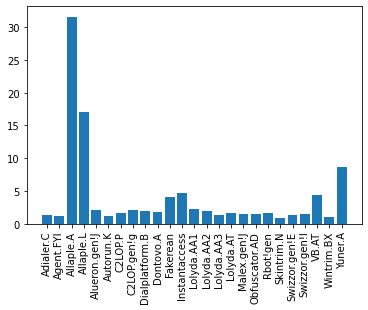 30
25
20
15
10
5
0
Adialer.C
Agent.FYI
Allaple.A
Allaple.L
Alueron.gen!J
Autorun.K
C2LOP.P
C2LOP.gen!g
Dialplatform.B
Dontovo.A
Fakerean
Instantaccess
Lolyda.AA1
Lolyda.AA2
Lolyda.AA3
Lolyda.AT
Malex.gen!J
Obfuscator.AD
Rbot!gen
Skintrim.N
Swizzor.gen!E
Swizzor.gen!I
VB.AT
Wintrim.BX
Yuner.A